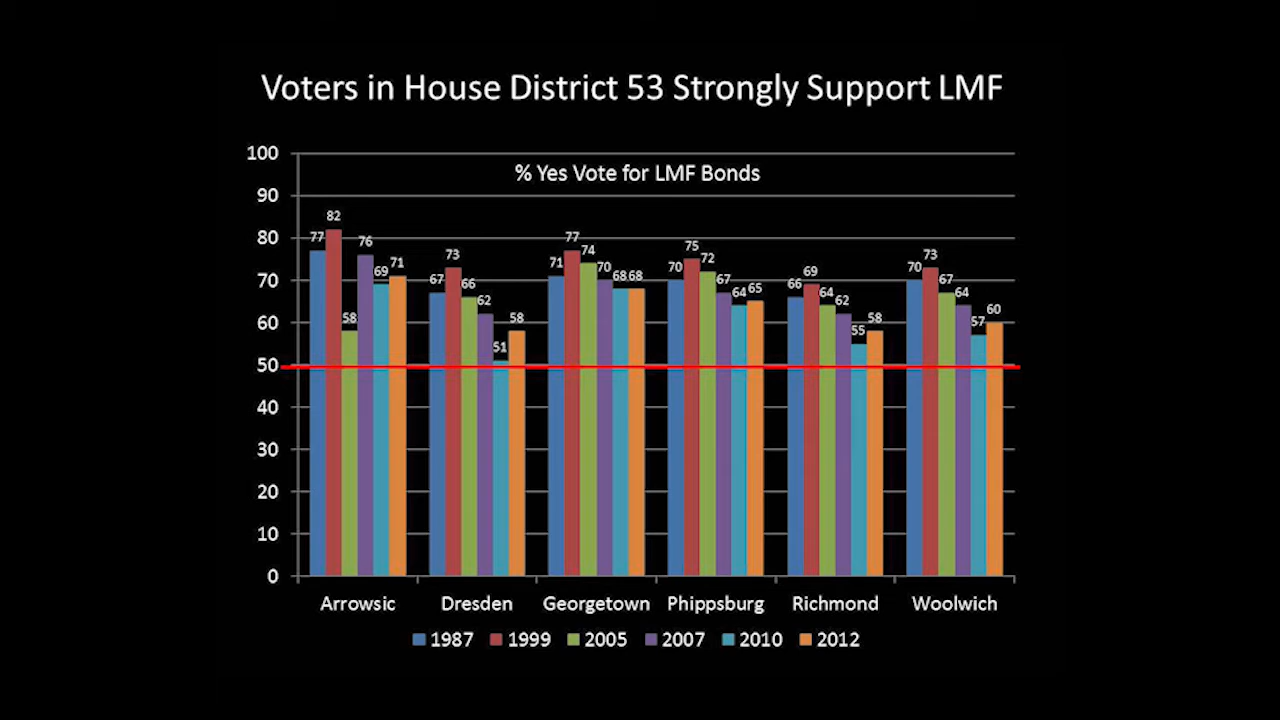 Voters in House District 53 Strongly Support LMF
% Yes Vote for LMF Bonds
100
90
80
70
60
50
40
30
20
10
0
77 82 58 76 69 71
67 73 66 62 51 58
71 77 74 70 68 68
70 75 72 67 64 65
66 69 64 62 55 58
70 73 67 64 57 60
Arrowsic Dresden Georgetown Phippsburg Richmond Woolwich
1987 1999 2005 2007 2010 2012